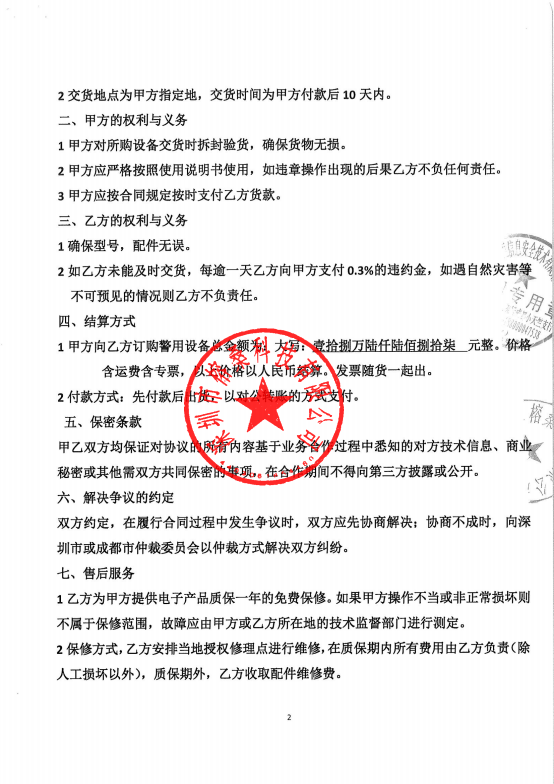 2 交货地点为甲方指定地，交货时间为甲方付款后 10 天内。
二、甲方的权利与义务
1 甲方对所购设备交货时拆封验货，确保货物无损。
2 甲方应严格按照使用说明书使用，如违章操作出现的后果乙方不负任何责任。
3 甲方应按合同规定按时支付乙方货款。
三、乙方的权利与义务
1 确保型号，配件无误。
2 如乙方未能及时交货，每逾一天乙方向甲方支付 0.3%的违约金，如遇自然灾害等
不可预见的情况则乙方不负责任。
四、结算方式
1 甲方向乙方订购警用设备总金额为：大写：壹拾捌万陆仟陆佰捌拾柒 元整。价格
含运费含专票，以上价格以人民币结算。发票随货一起出。
2 付款方式：先付款后出货，以对公转账的方式支付。
五、保密条款
甲乙双方均保证对协议的所有内容基于业务合作过程中悉知的对方技术信息、商业
秘密或其他需双方共同保密的事项，在合作期间不得向第三方披露或公开。
六、解决争议的约定
双方约定，在履行合同过程中发生争议时，双方应先协商解决；协商不成时，向深
圳市或成都市仲裁委员会以仲裁方式解决双方纠纷。
七、售后服务
1 乙方为甲方提供电子产品质保一年的免费保修。如果甲方操作不当或非正常损坏则
不属于保修范围，故障应由甲方或乙方所在地的技术监督部门进行测定。
2 保修方式，乙方安排当地授权修理点进行维修，在质保期内所有费用由乙方负责（除
人工损坏以外），质保期外，乙方收取配件维修费。
2
深圳市榕桑科技有限公司
信息安全技术有限
专用章
榕桑
公